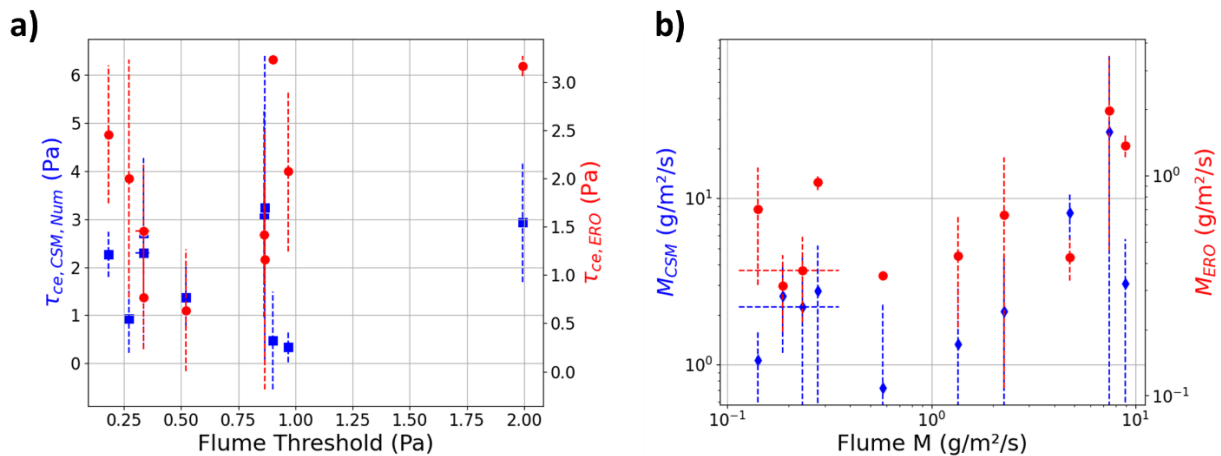 a)
τce,CSM,Num (Pa)
6
5
4
3
2
1
0
3.0
2.5
2.0
1.5
1.0
0.5
0.0
τce,ERO (Pa)
0.25 0.50 0.75 1.00 1.25 1.50 1.75 2.00
Flume Threshold (Pa)
b)
MCSM (g/m²/s)
10¹
10⁰
10⁰
10⁻¹
MERO (g/m²/s)
10⁻¹ 10⁰ 10¹
Flume M (g/m²/s)